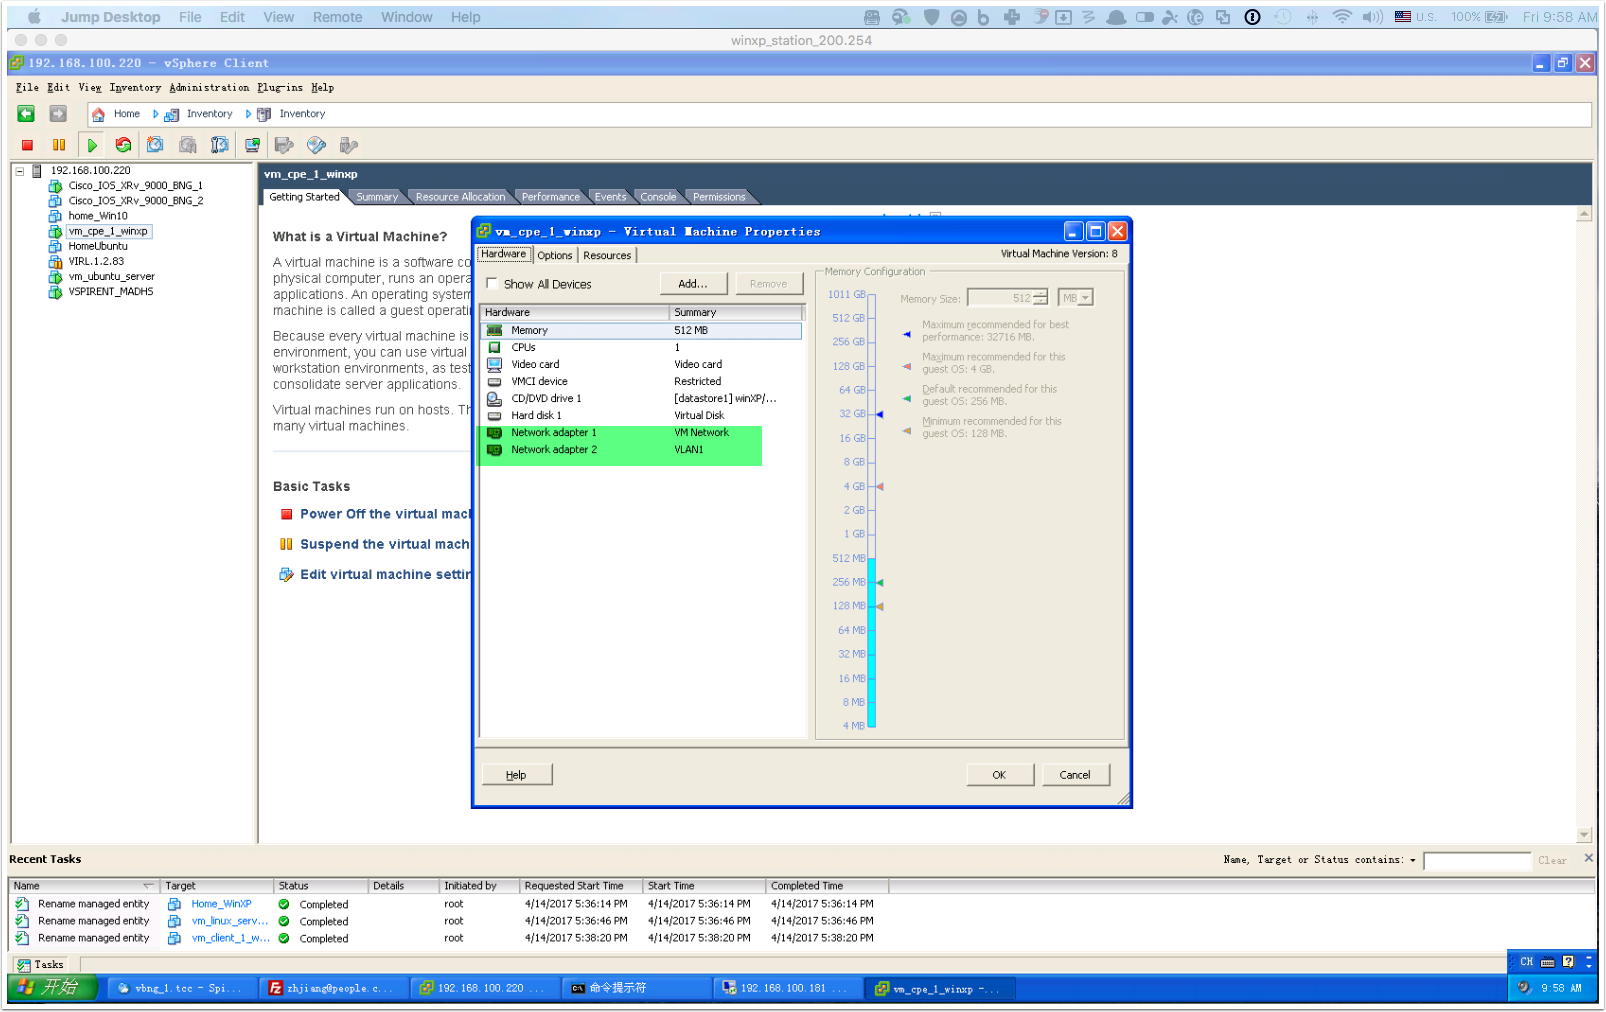 Jump Desktop File Edit View Remote Window Help
U.S. 100% Fri 9:58 AM
winxp_station_200.254
192.168.100.220 - vSphere Client
File Edit View Inventory Administration Plug-ins Help
Home Inventory Inventory
192.168.100.220
Cisco_IOS_XRv_9000_BNG_1
Cisco_IOS_XRv_9000_BNG_2
home_Win10
vm_cpe_1_winxp
HomeUbuntu
VIRL.1.2.83
vm_ubuntu_server
VSPIRENT_MADHS
vm_cpe_1_winxp
Getting Started Summary Resource Allocation Performance Events Console Permissions
What is a Virtual Machine?
A virtual machine is a software co
physical computer, runs an opera
applications. An operating system
machine is called a guest operati
Because every virtual machine is
environment, you can use virtual
workstation environments, as test
consolidate server applications.
Virtual machines run on hosts. Th
many virtual machines.
Basic Tasks
Power Off the virtual macl
Suspend the virtual mach
Edit virtual machine settin
vm_cpe_1_winxp - Virtual Machine Properties
Hardware Options Resources
Virtual Machine Version: 8
Show All Devices Add... Remove
Hardware Summary
Memory 512 MB
CPUs 1
Video card Video card
VMCI device Restricted
CD/DVD drive 1 [datastore1] winXP/...
Hard disk 1 Virtual Disk
Network adapter 1 VM Network
Network adapter 2 VLAN1
Memory Configuration
1011 GB
512 GB
256 GB
128 GB
64 GB
32 GB
16 GB
8 GB
4 GB
2 GB
1 GB
512 MB
256 MB
128 MB
64 MB
32 MB
16 MB
8 MB
4 MB
Memory Size: 512 MB
Maximum recommended for best
performance: 32716 MB.
Maximum recommended for this
guest OS: 4 GB.
Default recommended for this
guest OS: 256 MB.
Minimum recommended for this
guest OS: 128 MB.
Help OK Cancel
Recent Tasks
Name, Target or Status contains: Clear
Name Target Status Details Initiated by Requested Start Time Start Time Completed Time
Rename managed entity Home_WinXP Completed root 4/14/2017 5:36:14 PM 4/14/2017 5:36:14 PM 4/14/2017 5:36:14 PM
Rename managed entity vm_linux_serv... Completed root 4/14/2017 5:36:46 PM 4/14/2017 5:36:46 PM 4/14/2017 5:36:46 PM
Rename managed entity vm_client_1_w... Completed root 4/14/2017 5:38:20 PM 4/14/2017 5:38:20 PM 4/14/2017 5:38:20 PM
Tasks
CH
开始 vbng_1.tcc - Spi... zhjiang@people.c... 192.168.100.220 ... 命令提示符 192.168.100.181 ... vm_cpe_1_winxp -... 9:58 AM